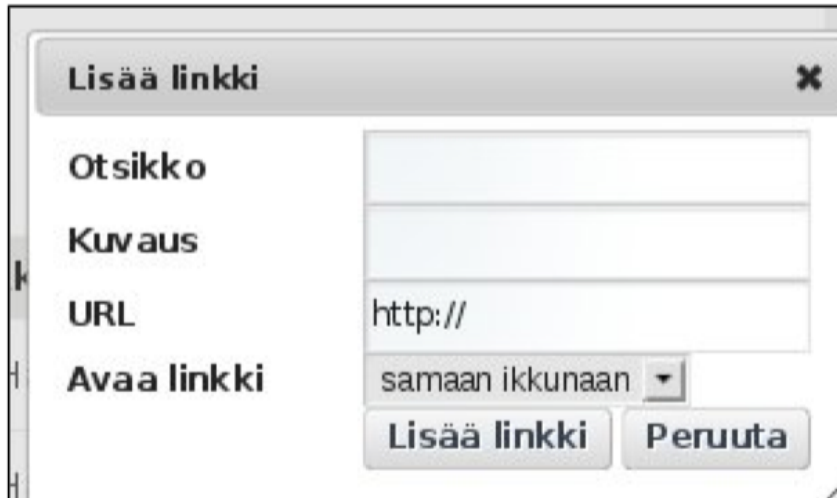 Lisää linkki
Otsikko
Kuvaus
URL http://
Avaa linkki samaan ikkunaan
Lisää linkki Peruuta